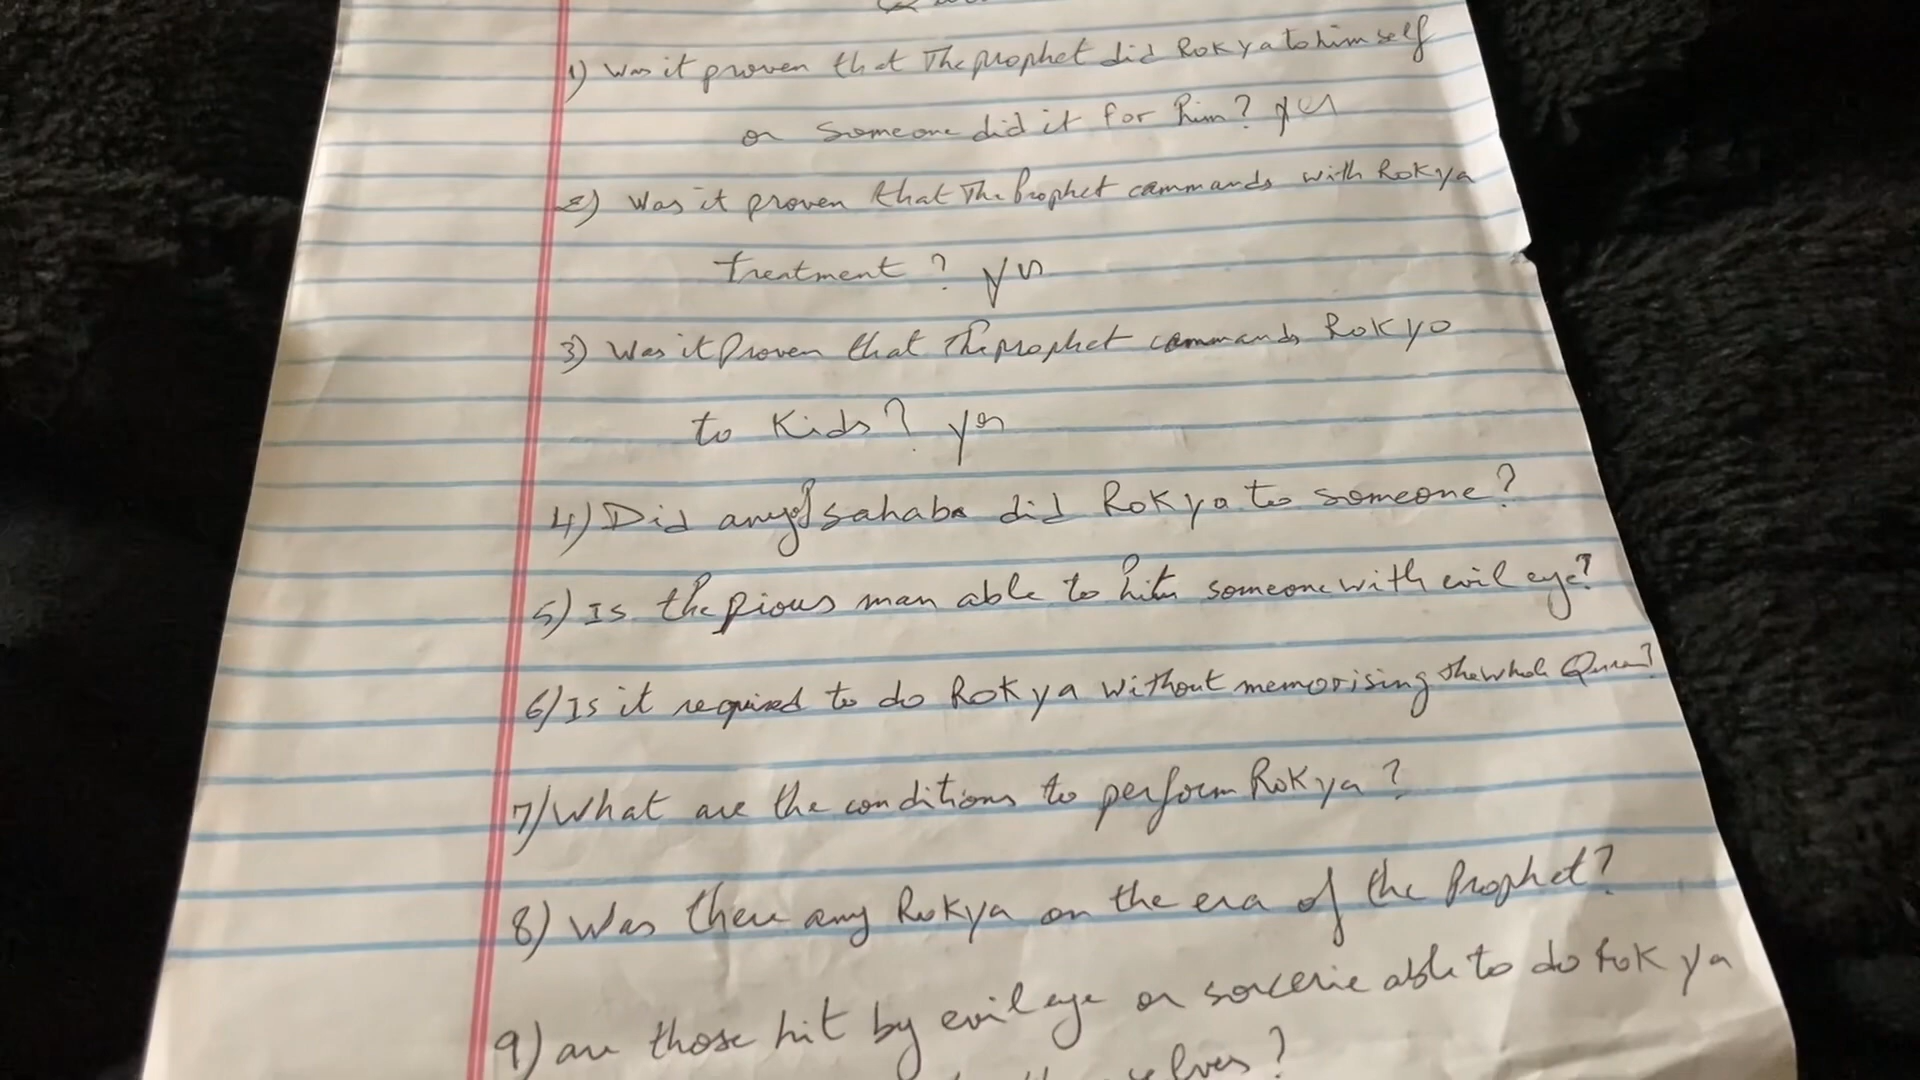 1) Was it proven that The prophet did Rokya to himself
or someone did it for him? yes
2) Was it proven that The Prophet commands with Rokya
Treatment? yes
3) Was it Proven that The prophet commands Rokya
to Kids? yes
4) Did any of sahaba did Rokya to someone?
5) Is the pious man able to hit someone with evil eye?
6) Is it required to do Rokya without memorising the whole Quran?
7) What are the conditions to perform Rokya?
8) Was there any Rokya on the era of the Prophet?
9) are those hit by evil eye or sorcerie able to do Rokya
selves?